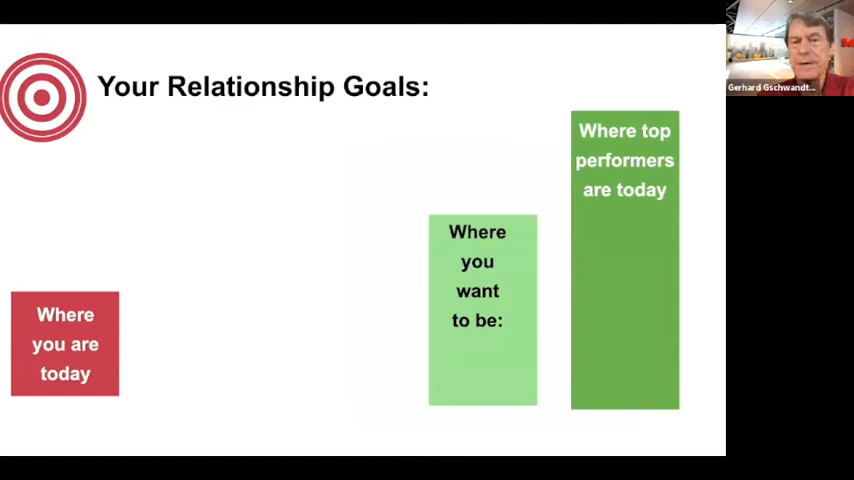 Your Relationship Goals:
Where
you are
today
Where
you
want
to be:
Where top
performers
are today
Gerhard Gschwandt...